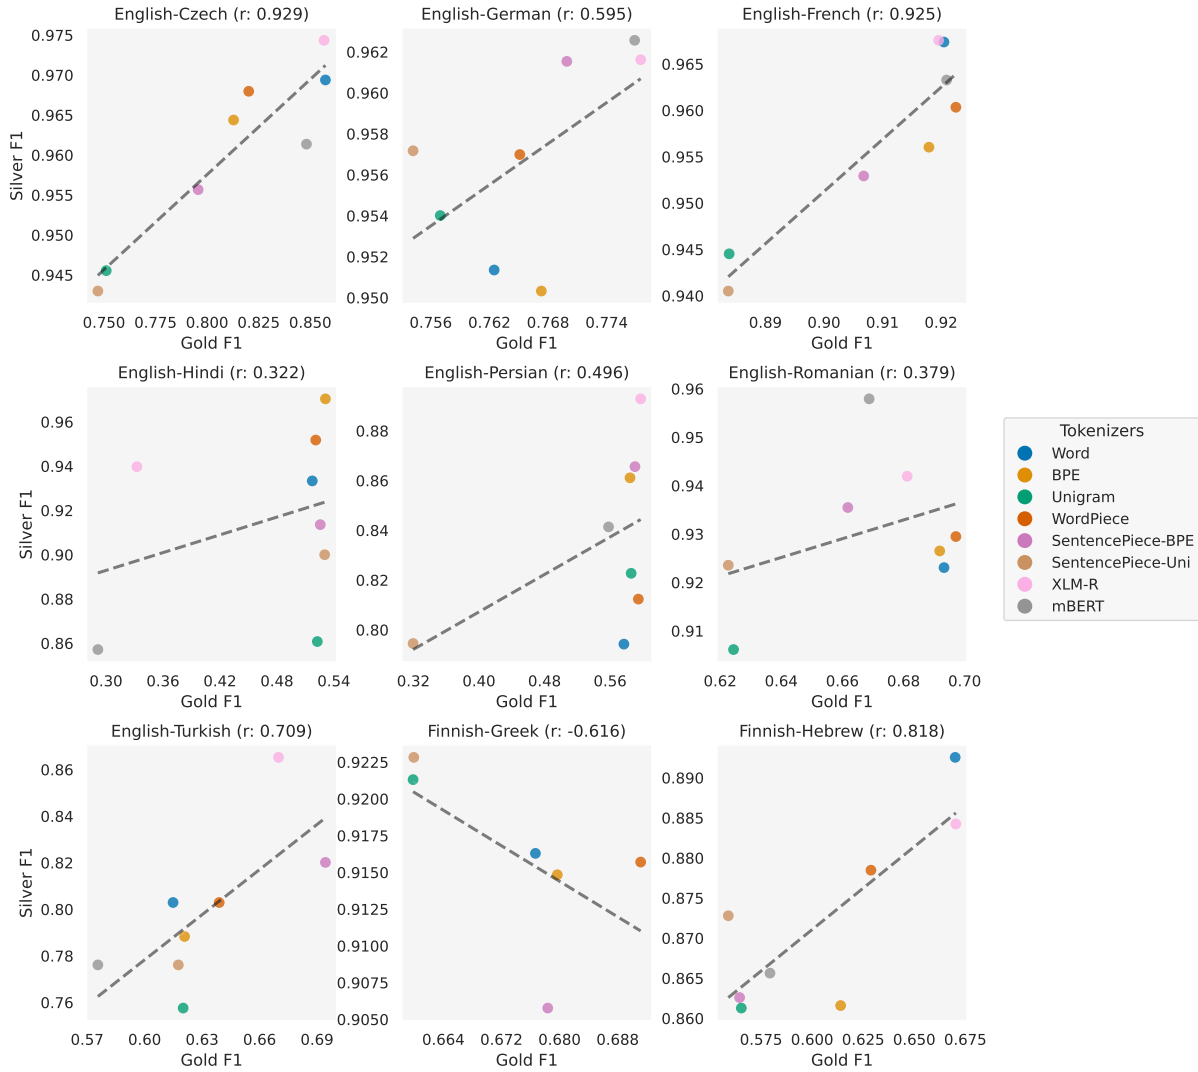 English-Czech (r: 0.929)
0.975
0.970
0.965
0.960
0.955
0.950
0.945
Silver F1
0.750 0.775 0.800 0.825 0.850
Gold F1
English-German (r: 0.595)
0.962
0.960
0.958
0.956
0.954
0.952
0.950
0.756 0.762 0.768 0.774
Gold F1
English-French (r: 0.925)
0.965
0.960
0.955
0.950
0.945
0.940
0.89 0.90 0.91 0.92
Gold F1
English-Hindi (r: 0.322)
0.96
0.94
0.92
0.90
0.88
0.86
Silver F1
0.30 0.36 0.42 0.48 0.54
Gold F1
English-Persian (r: 0.496)
0.88
0.86
0.84
0.82
0.80
0.32 0.40 0.48 0.56
Gold F1
English-Romanian (r: 0.379)
0.96
0.95
0.94
0.93
0.92
0.91
0.62 0.64 0.66 0.68 0.70
Gold F1
Tokenizers
Word
BPE
Unigram
WordPiece
SentencePiece-BPE
SentencePiece-Uni
XLM-R
mBERT
English-Turkish (r: 0.709)
0.86
0.84
0.82
0.80
0.78
0.76
Silver F1
0.57 0.60 0.63 0.66 0.69
Gold F1
Finnish-Greek (r: -0.616)
0.9225
0.9200
0.9175
0.9150
0.9125
0.9100
0.9075
0.9050
0.664 0.672 0.680 0.688
Gold F1
Finnish-Hebrew (r: 0.818)
0.890
0.885
0.880
0.875
0.870
0.865
0.860
0.575 0.600 0.625 0.650 0.675
Gold F1